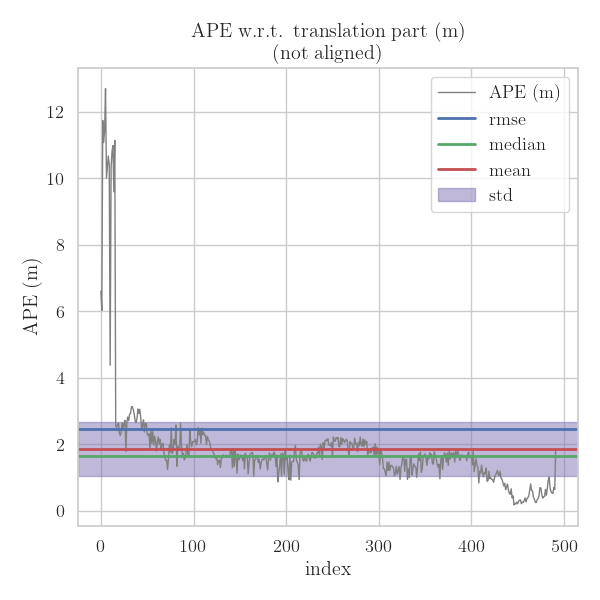 APE w.r.t. translation part (m)
(not aligned)
APE (m)
rmse
median
mean
std
APE (m)
12
10
8
6
4
2
0
0 100 200 300 400 500
index